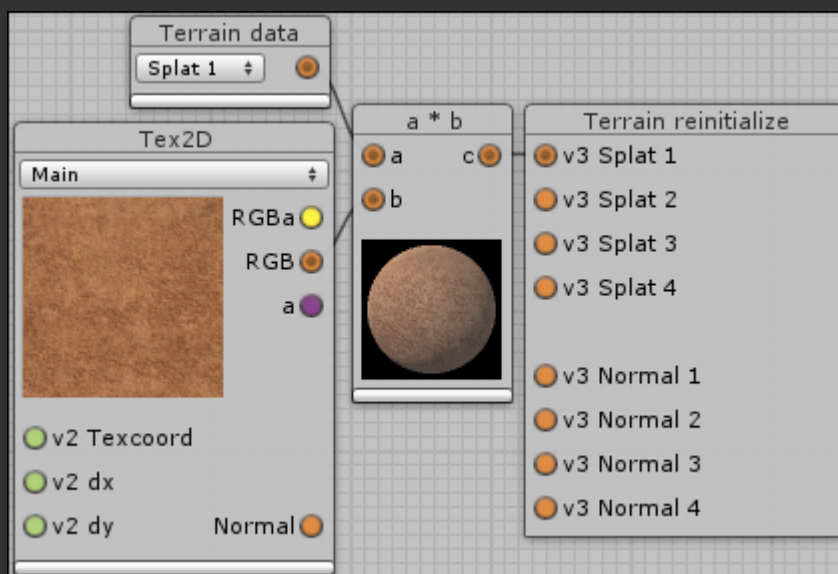 Terrain data
Splat 1
Tex2D
Main
RGBa
RGB
a
v2 Texcoord
v2 dx
v2 dy
Normal
a * b
a
c
b
Terrain reinitialize
v3 Splat 1
v3 Splat 2
v3 Splat 3
v3 Splat 4
v3 Normal 1
v3 Normal 2
v3 Normal 3
v3 Normal 4